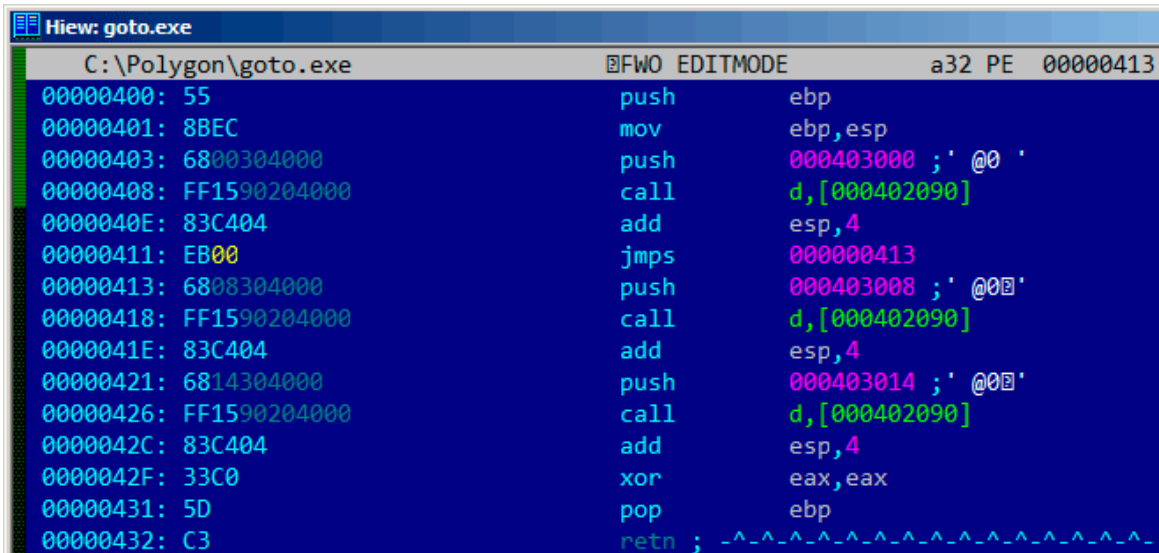 Hiew: goto.exe
C:\Polygon\goto.exe FWO EDITMODE a32 PE 00000413
00000400: 55 push ebp
00000401: 8BEC mov ebp,esp
00000403: 6800304000 push 000403000 ;' @0 '
00000408: FF1590204000 call d,[000402090]
0000040E: 83C404 add esp,4
00000411: EB00 jmps 000000413
00000413: 6808304000 push 000403008 ;' @0⍰'
00000418: FF1590204000 call d,[000402090]
0000041E: 83C404 add esp,4
00000421: 6814304000 push 000403014 ;' @0⍰'
00000426: FF1590204000 call d,[000402090]
0000042C: 83C404 add esp,4
0000042F: 33C0 xor eax,eax
00000431: 5D pop ebp
00000432: C3 retn ; -^-^-^-^-^-^-^-^-^-^-^-^-^-^-^-